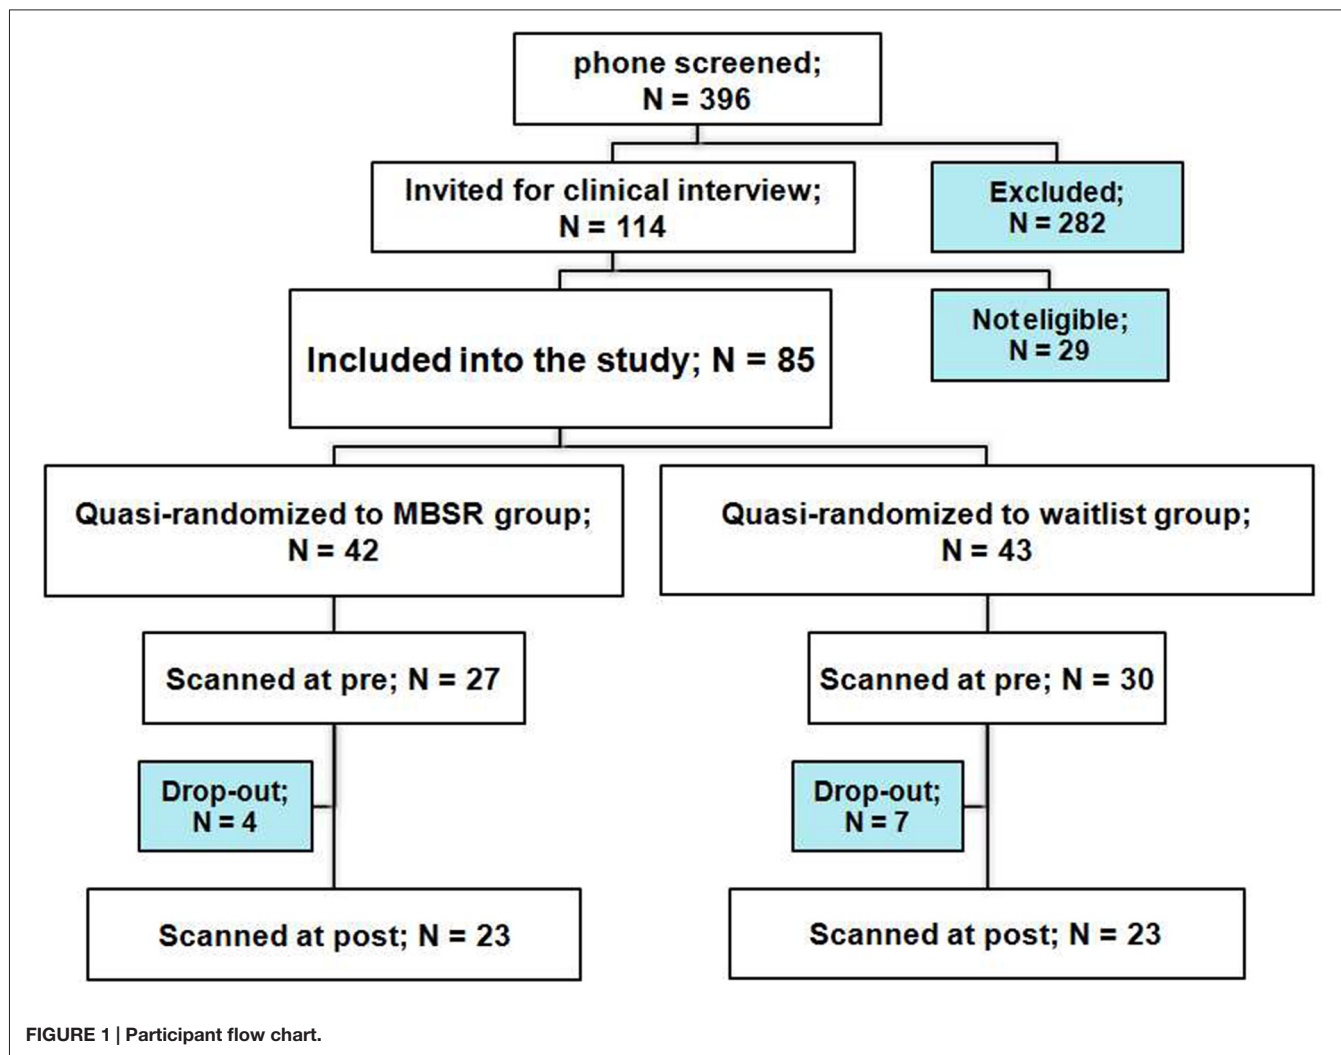 phone screened;
N = 396
Invited for clinical interview;
N = 114
Excluded;
N = 282
Included into the study; N = 85
Not eligible;
N = 29
Quasi-randomized to MBSR group;
N = 42
Quasi-randomized to waitlist group;
N = 43
Scanned at pre; N = 27
Scanned at pre; N = 30
Drop-out;
N = 4
Drop-out;
N = 7
Scanned at post; N = 23
Scanned at post; N = 23
FIGURE 1 | Participant flow chart.